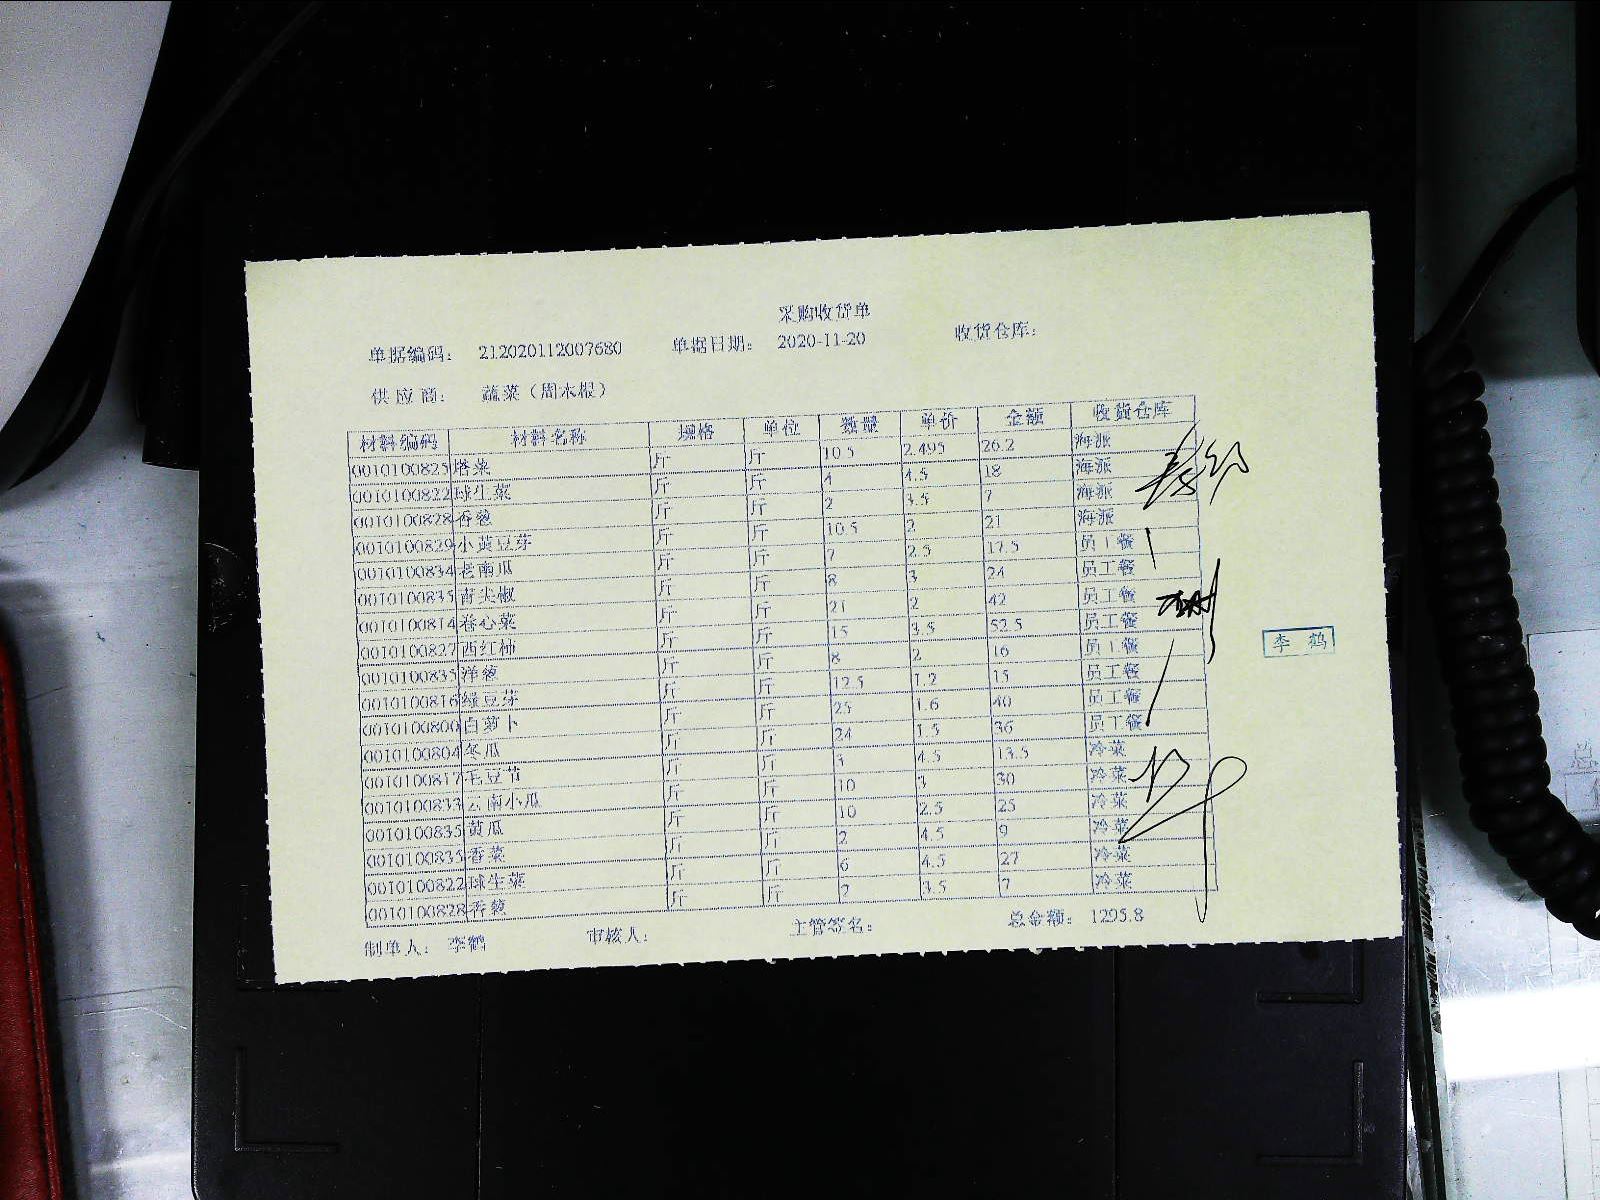 采购收货单
单据编码： 212020112007680 单据日期： 2020-11-20 收货仓库：
供应商： 蔬菜（周木根）
材料编码 材料名称 规格 单位 数量 单价 金额 收货仓库
0010100825 塔菜 斤 斤 10.5 2.495 26.2 海派
0010100822 球生菜 斤 斤 4 4.5 18 海派
0010100828 香葱 斤 斤 2 3.5 7 海派
0010100829 小黄豆芽 斤 斤 10.5 2 21 海派
0010100834 老南瓜 斤 斤 7 2.5 17.5 员工餐
0010100835 青尖椒 斤 斤 8 3 24 员工餐
0010100814 卷心菜 斤 斤 21 2 42 员工餐
0010100827 西红柿 斤 斤 15 3.5 52.5 员工餐
0010100835 洋葱 斤 斤 8 2 16 员工餐
0010100816 绿豆芽 斤 斤 12.5 1.2 15 员工餐
0010100800 白萝卜 斤 斤 25 1.6 40 员工餐
0010100804 冬瓜 斤 斤 24 1.5 36 员工餐
0010100817 毛豆节 斤 斤 3 4.5 13.5 冷菜
0010100833 云南小瓜 斤 斤 10 3 30 冷菜
0010100835 黄瓜 斤 斤 10 2.5 25 冷菜
0010100835 香菜 斤 斤 2 4.5 9 冷菜
0010100822 球生菜 斤 斤 6 4.5 27 冷菜
0010100828 香葱 斤 斤 2 3.5 7 冷菜
制单人： 李鹤 审核人： 主管签名： 总金额： 1295.8
李 鹤